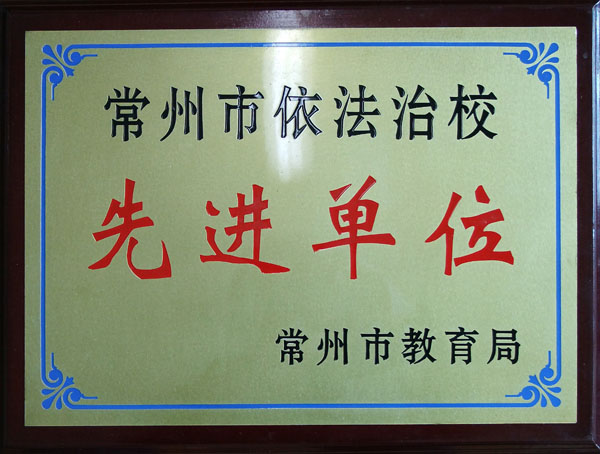 常州市依法治校
先进单位
常州市教育局